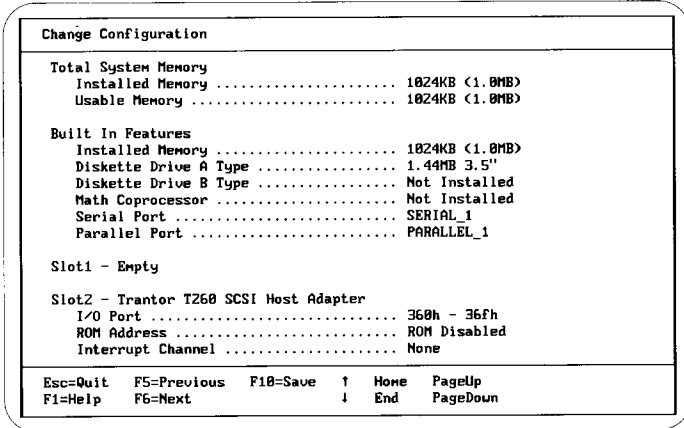 Change Configuration
Total System Memory
Installed Memory ........................ 1024KB (1.0MB)
Usable Memory ........................... 1024KB (1.0MB)
Built In Features
Installed Memory ........................ 1024KB (1.0MB)
Diskette Drive A Type .................. 1.44MB 3.5"
Diskette Drive B Type .................. Not Installed
Math Coprocessor ........................ Not Installed
Serial Port ............................. SERIAL_1
Parallel Port ........................... PARALLEL_1
Slot1 - Empty
Slot2 - Trantor T260 SCSI Host Adapter
I/O Port ................................ 360h - 36fh
ROM Address ............................. ROM Disabled
Interrupt Channel ....................... None
Esc=Quit F5=Previous F10=Save ↑ Home PageUp
F1=Help F6=Next ↓ End PageDown